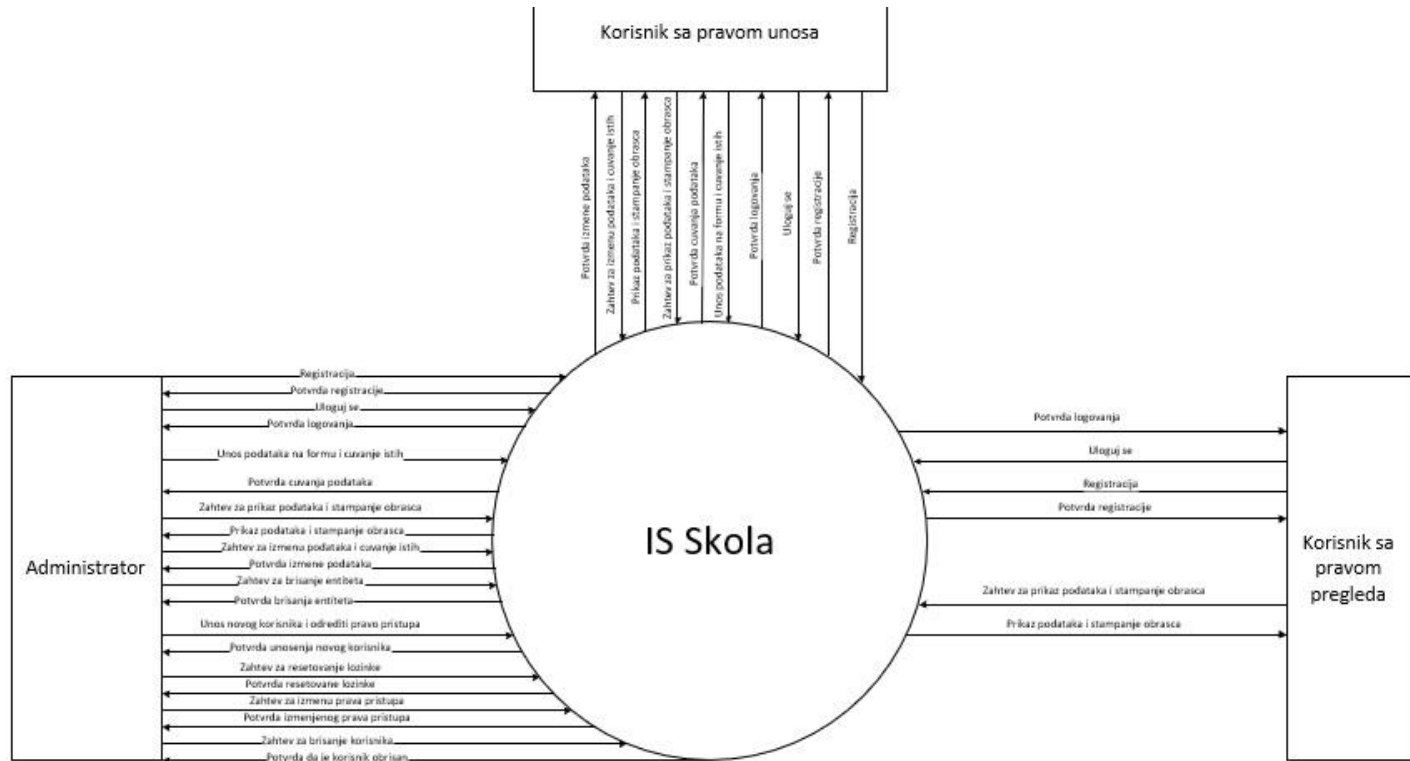 Korisnik sa pravom unosa
Potvrda izmene podataka
Zahtev za izmenu podataka i cuvanje istih
Prikaz podataka i stampanje obrasca
Zahtev za prikaz podataka i stampanje obrasca
Potvrda cuvanja podataka
Unos podataka na formu i cuvanje istih
Potvrda logovanja
Uloguj se
Potvrda registracije
Registracija
Administrator
Registracija
Potvrda registracije
Uloguj se
Potvrda logovanja
Unos podataka na formu i cuvanje istih
Potvrda cuvanja podataka
Zahtev za prikaz podataka i stampanje obrasca
Prikaz podataka i stampanje obrasca
Zahtev za izmenu podataka i cuvanje istih
Potvrda izmene podataka
Zahtev za brisanje entiteta
Potvrda brisanja entiteta
Unos novog korisnika i odrediti pravo pristupa
Potvrda unosenja novog korisnika
Zahtev za resetovanje lozinke
Potvrda resetovane lozinke
Zahtev za izmenu prava pristupa
Potvrda izmenjenog prava pristupa
Zahtev za brisanje korisnika
Potvrda da je korisnik obrisan
IS Skola
Potvrda logovanja
Uloguj se
Registracija
Potvrda registracije
Zahtev za prikaz podataka i stampanje obrasca
Prikaz podataka i stampanje obrasca
Korisnik sa
pravom
pregleda